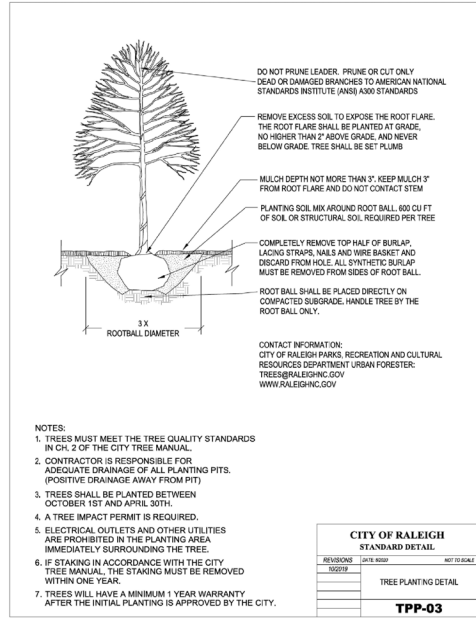 DO NOT PRUNE LEADER. PRUNE OR CUT ONLY
DEAD OR DAMAGED BRANCHES TO AMERICAN NATIONAL
STANDARDS INSTITUTE (ANSI) A300 STANDARDS
REMOVE EXCESS SOIL TO EXPOSE THE ROOT FLARE.
THE ROOT FLARE SHALL BE PLANTED AT GRADE,
NO HIGHER THAN 2" ABOVE GRADE, AND NEVER
BELOW GRADE. TREE SHALL BE SET PLUMB
MULCH DEPTH NOT MORE THAN 3". KEEP MULCH 3"
FROM ROOT FLARE AND DO NOT CONTACT STEM
PLANTING SOIL MIX AROUND ROOT BALL. 600 CU FT
OF SOIL OR STRUCTURAL SOIL REQUIRED PER TREE
COMPLETELY REMOVE TOP HALF OF BURLAP,
LACING STRAPS, NAILS AND WIRE BASKET AND
DISCARD FROM HOLE. ALL SYNTHETIC BURLAP
MUST BE REMOVED FROM SIDES OF ROOT BALL.
ROOT BALL SHALL BE PLACED DIRECTLY ON
COMPACTED SUBGRADE. HANDLE TREE BY THE
ROOT BALL ONLY.
3 X
ROOTBALL DIAMETER
CONTACT INFORMATION:
CITY OF RALEIGH PARKS, RECREATION AND CULTURAL
RESOURCES DEPARTMENT URBAN FORESTER:
TREES@RALEIGHNC.GOV
WWW.RALEIGHNC.GOV
NOTES:
1. TREES MUST MEET THE TREE QUALITY STANDARDS
IN CH. 2 OF THE CITY TREE MANUAL.
2. CONTRACTOR IS RESPONSIBLE FOR
ADEQUATE DRAINAGE OF ALL PLANTING PITS.
(POSITIVE DRAINAGE AWAY FROM PIT)
3. TREES SHALL BE PLANTED BETWEEN
OCTOBER 1ST AND APRIL 30TH.
4. A TREE IMPACT PERMIT IS REQUIRED.
5. ELECTRICAL OUTLETS AND OTHER UTILITIES
ARE PROHIBITED IN THE PLANTING AREA
IMMEDIATELY SURROUNDING THE TREE.
6. IF STAKING IN ACCORDANCE WITH THE CITY
TREE MANUAL, THE STAKING MUST BE REMOVED
WITHIN ONE YEAR.
7. TREES WILL HAVE A MINIMUM 1 YEAR WARRANTY
AFTER THE INITIAL PLANTING IS APPROVED BY THE CITY.
CITY OF RALEIGH
STANDARD DETAIL
REVISIONS DATE: 6/2020 NOT TO SCALE
10/2019
TREE PLANTING DETAIL
TPP-03